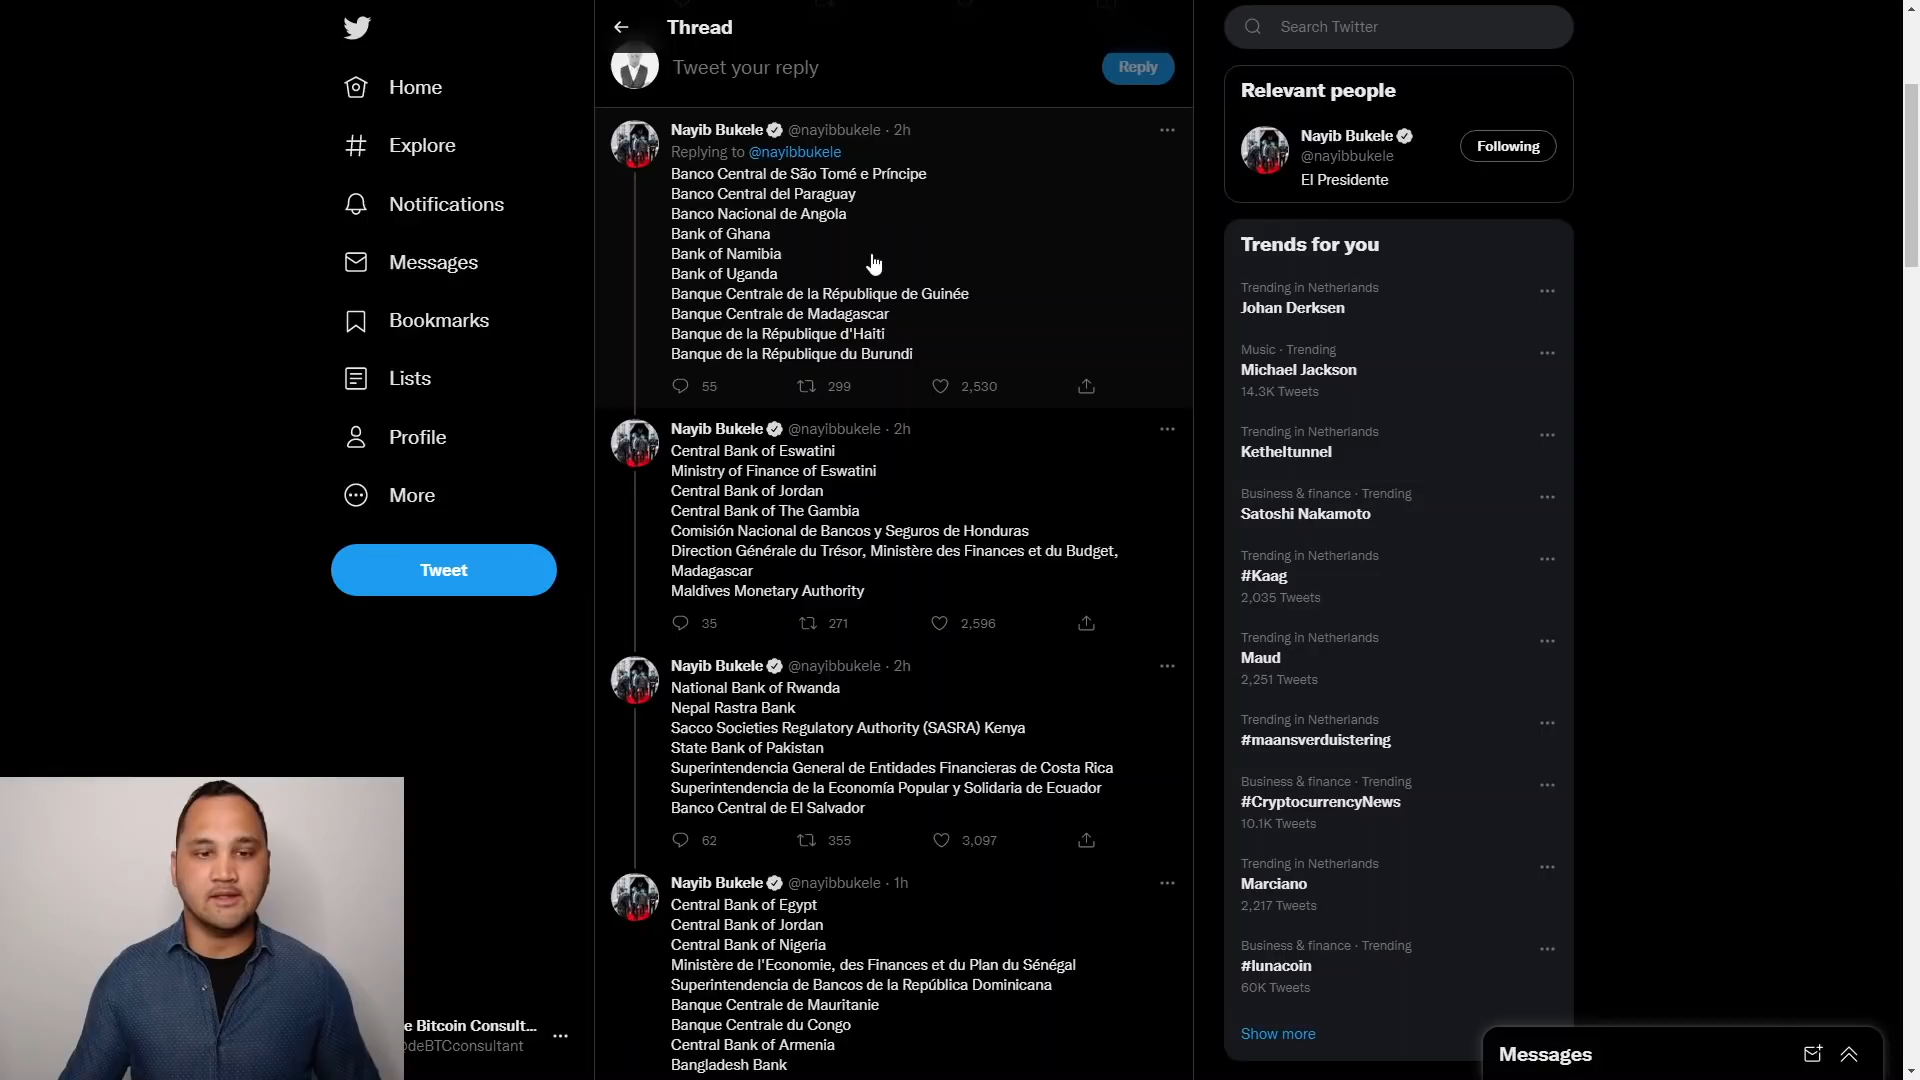 Home
Explore
Notifications
Messages
Bookmarks
Lists
Profile
More
Tweet
e Bitcoin Consult...
deBTCconsultant
Thread
Tweet your reply
Reply
Nayib Bukele @nayibbukele · 2h
Replying to @nayibbukele
Banco Central de São Tomé e Príncipe
Banco Central del Paraguay
Banco Nacional de Angola
Bank of Ghana
Bank of Namibia
Bank of Uganda
Banque Centrale de la République de Guinée
Banque Centrale de Madagascar
Banque de la République d'Haiti
Banque de la République du Burundi
55 299 2,530
Nayib Bukele @nayibbukele · 2h
Central Bank of Eswatini
Ministry of Finance of Eswatini
Central Bank of Jordan
Central Bank of The Gambia
Comisión Nacional de Bancos y Seguros de Honduras
Direction Générale du Trésor, Ministère des Finances et du Budget,
Madagascar
Maldives Monetary Authority
35 271 2,596
Nayib Bukele @nayibbukele · 2h
National Bank of Rwanda
Nepal Rastra Bank
Sacco Societies Regulatory Authority (SASRA) Kenya
State Bank of Pakistan
Superintendencia General de Entidades Financieras de Costa Rica
Superintendencia de la Economía Popular y Solidaria de Ecuador
Banco Central de El Salvador
62 355 3,097
Nayib Bukele @nayibbukele · 1h
Central Bank of Egypt
Central Bank of Jordan
Central Bank of Nigeria
Ministère de l'Economie, des Finances et du Plan du Sénégal
Superintendencia de Bancos de la República Dominicana
Banque Centrale de Mauritanie
Banque Centrale du Congo
Central Bank of Armenia
Bangladesh Bank
Search Twitter
Relevant people
Nayib Bukele
@nayibbukele
Following
El Presidente
Trends for you
Trending in Netherlands
Johan Derksen
Music · Trending
Michael Jackson
14.3K Tweets
Trending in Netherlands
Ketheltunnel
Business & finance · Trending
Satoshi Nakamoto
Trending in Netherlands
#Kaag
2,035 Tweets
Trending in Netherlands
Maud
2,251 Tweets
Trending in Netherlands
#maansverduistering
Business & finance · Trending
#CryptocurrencyNews
10.1K Tweets
Trending in Netherlands
Marciano
2,217 Tweets
Business & finance · Trending
#lunacoin
60K Tweets
Show more
Messages